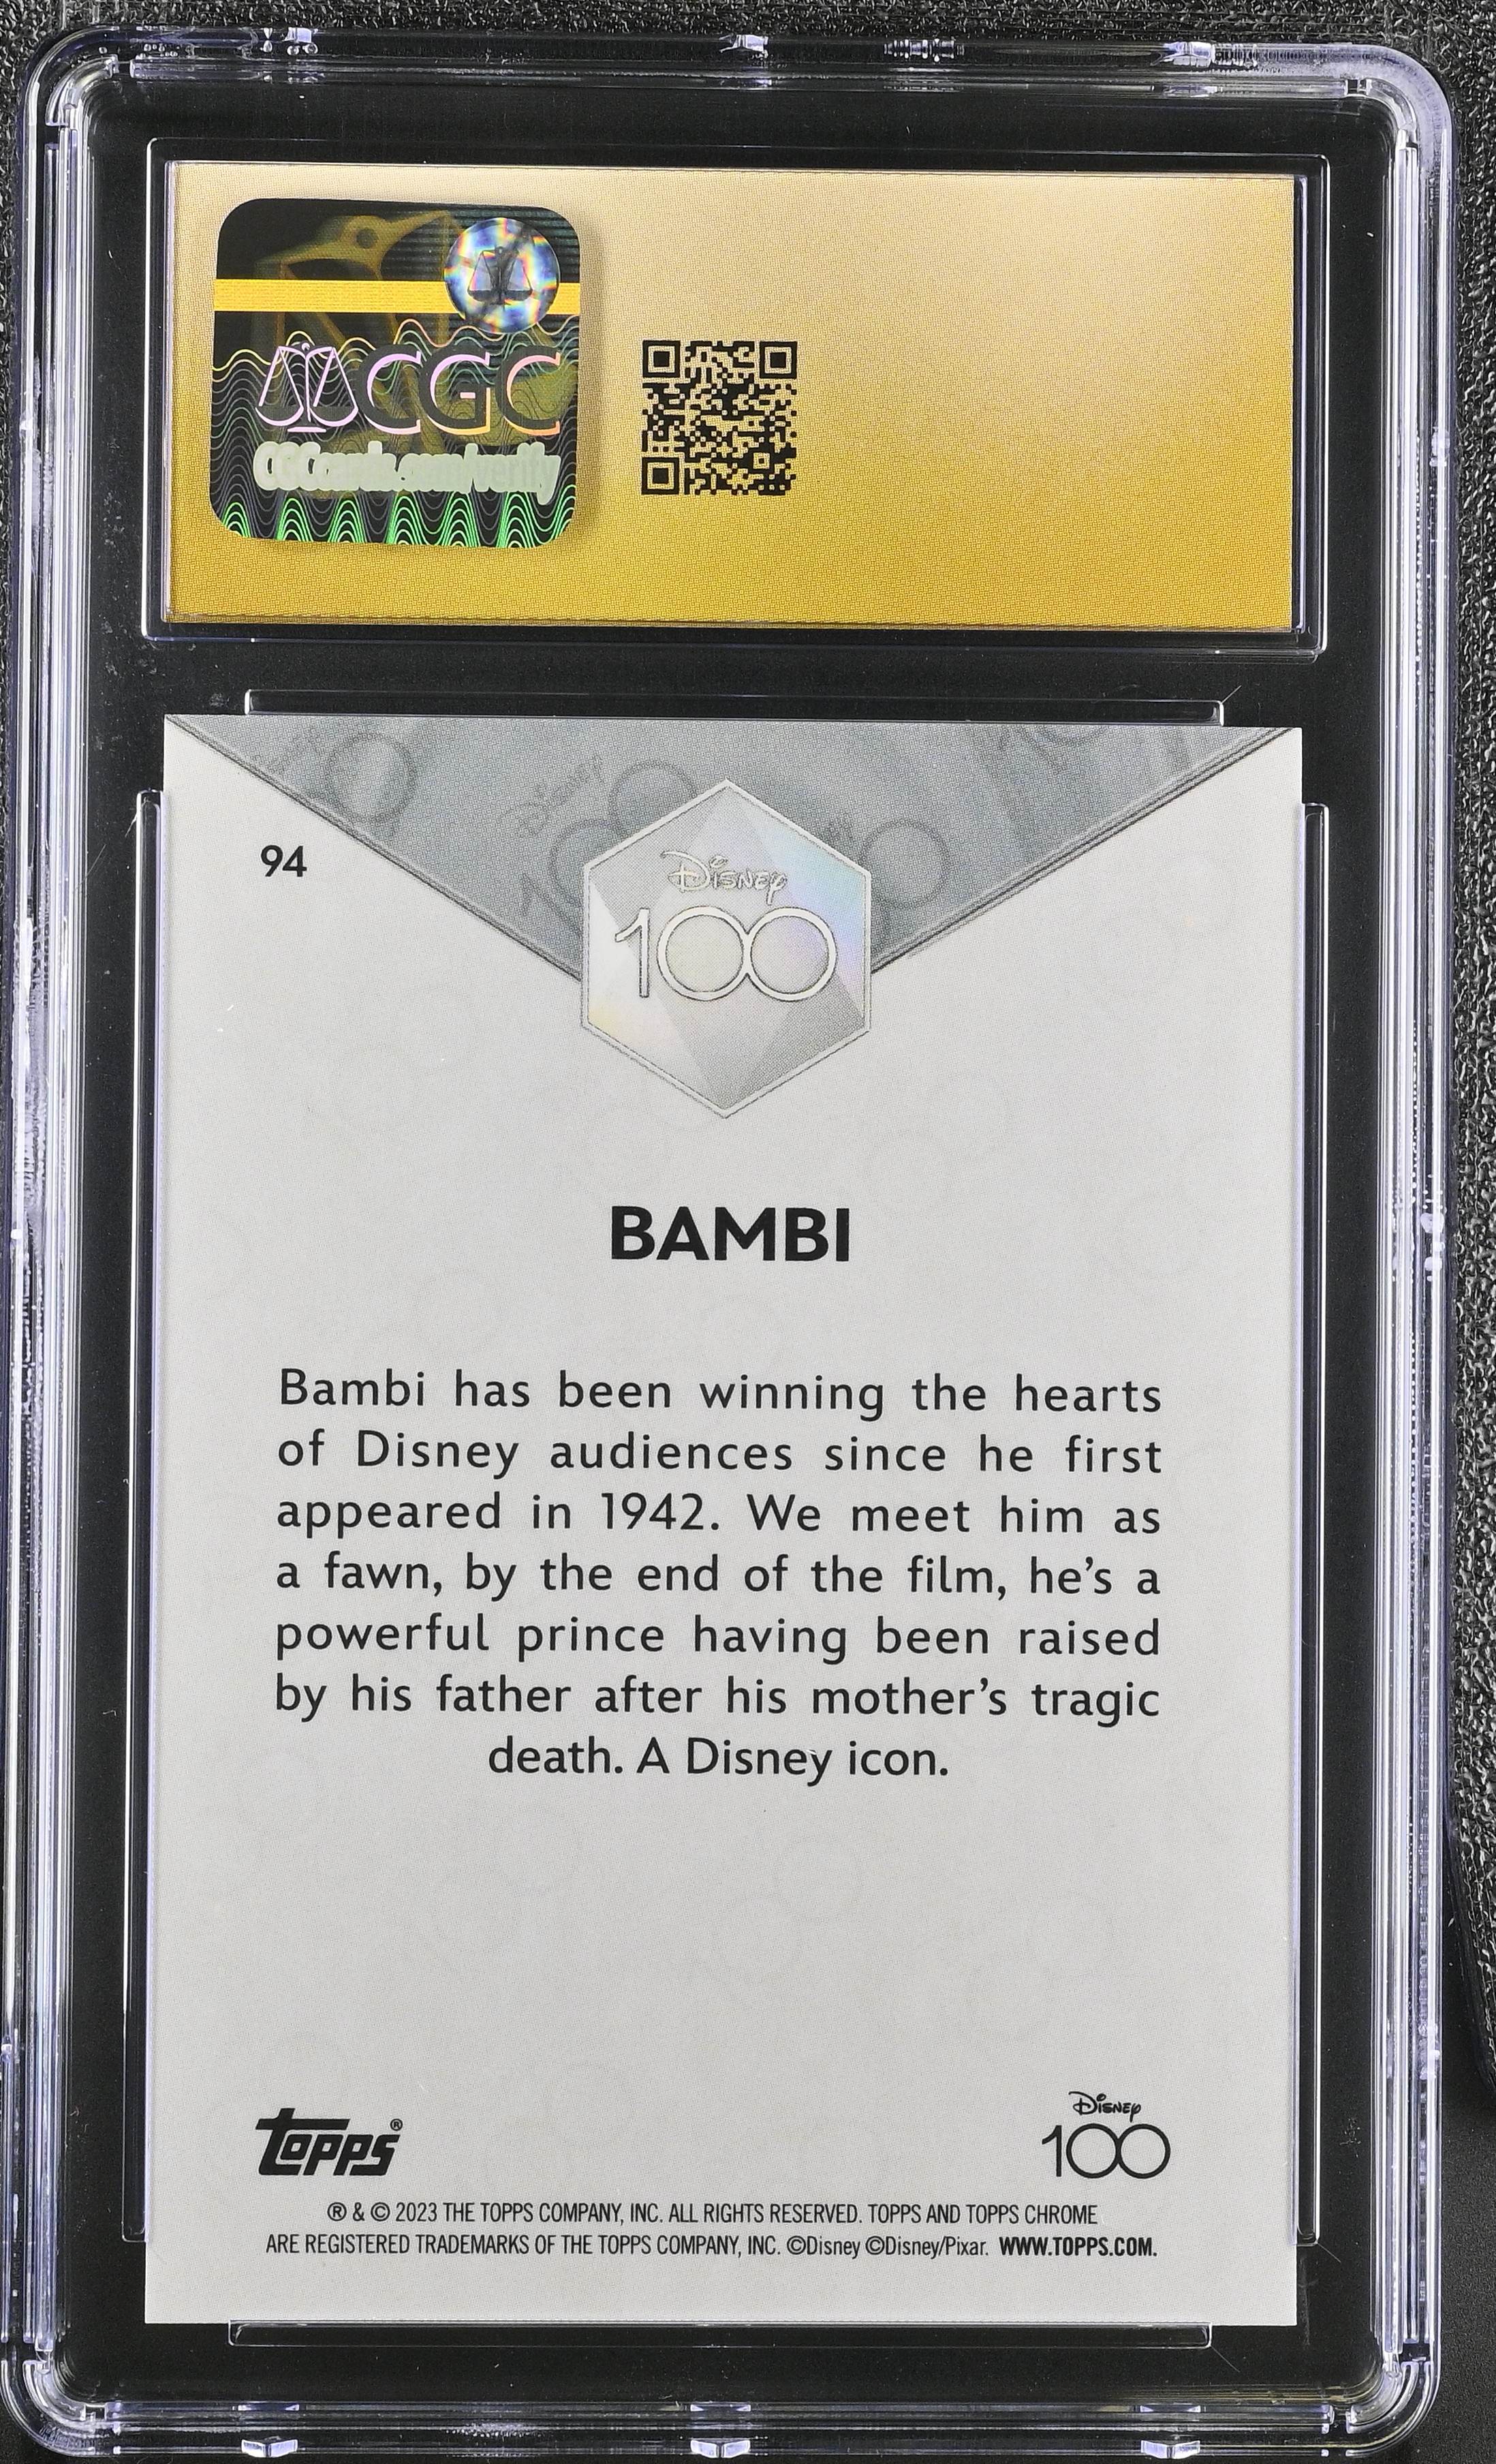 CGC
CGCcards.com/verify
94
Disney
100
BAMBI
Bambi has been winning the hearts
of Disney audiences since he first
appeared in 1942. We meet him as
a fawn, by the end of the film, he's a
powerful prince having been raised
by his father after his mother's tragic
death. A Disney icon.
topps®
Disney
100
® & © 2023 THE TOPPS COMPANY, INC. ALL RIGHTS RESERVED. TOPPS AND TOPPS CHROME
ARE REGISTERED TRADEMARKS OF THE TOPPS COMPANY, INC. ©Disney ©Disney/Pixar. WWW.TOPPS.COM.